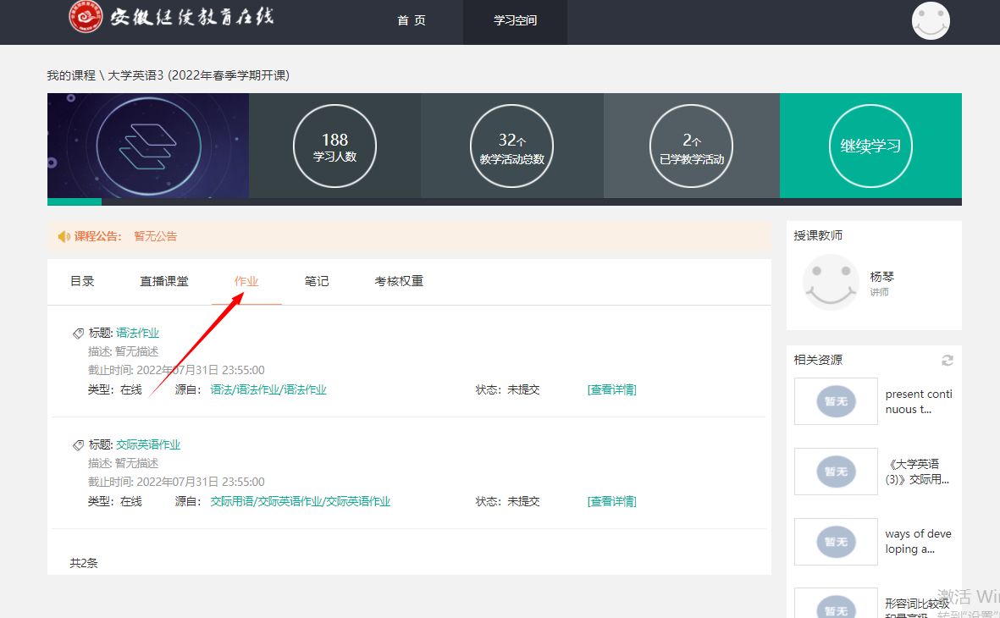 安徽继续教育在线
首 页
学习空间
我的课程 \ 大学英语3 (2022年春季学期开课)
188
学习人数
32个
教学活动总数
2个
已学教学活动
继续学习
课程公告： 暂无公告
目录 直播课堂 作业 笔记 考核权重
标题: 语法作业
描述: 暂无描述
截止时间: 2022年07月31日 23:55:00
类型：在线 源自： 语法/语法作业/语法作业 状态：未提交 [查看详情]
标题: 交际英语作业
描述: 暂无描述
截止时间: 2022年07月31日 23:55:00
类型：在线 源自： 交际用语/交际英语作业/交际英语作业 状态：未提交 [查看详情]
共2条
授课教师
杨琴
讲师
相关资源
暂无
present conti
nuous t...
暂无
《大学英语
(3)》交际用...
暂无
ways of deve
loping a...
暂无
形容词比较级
激活 Win
转到"设置"